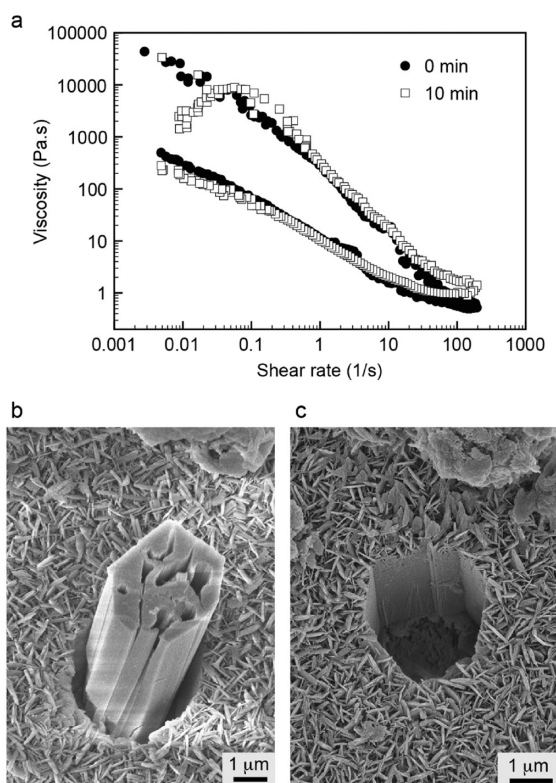 a
100000
10000
1000
100
10
1
Viscosity (Pa.s)
0 min
10 min
0.001
0.01
0.1
1
10
100
1000
Shear rate (1/s)
b
c
1 μm
1 μm